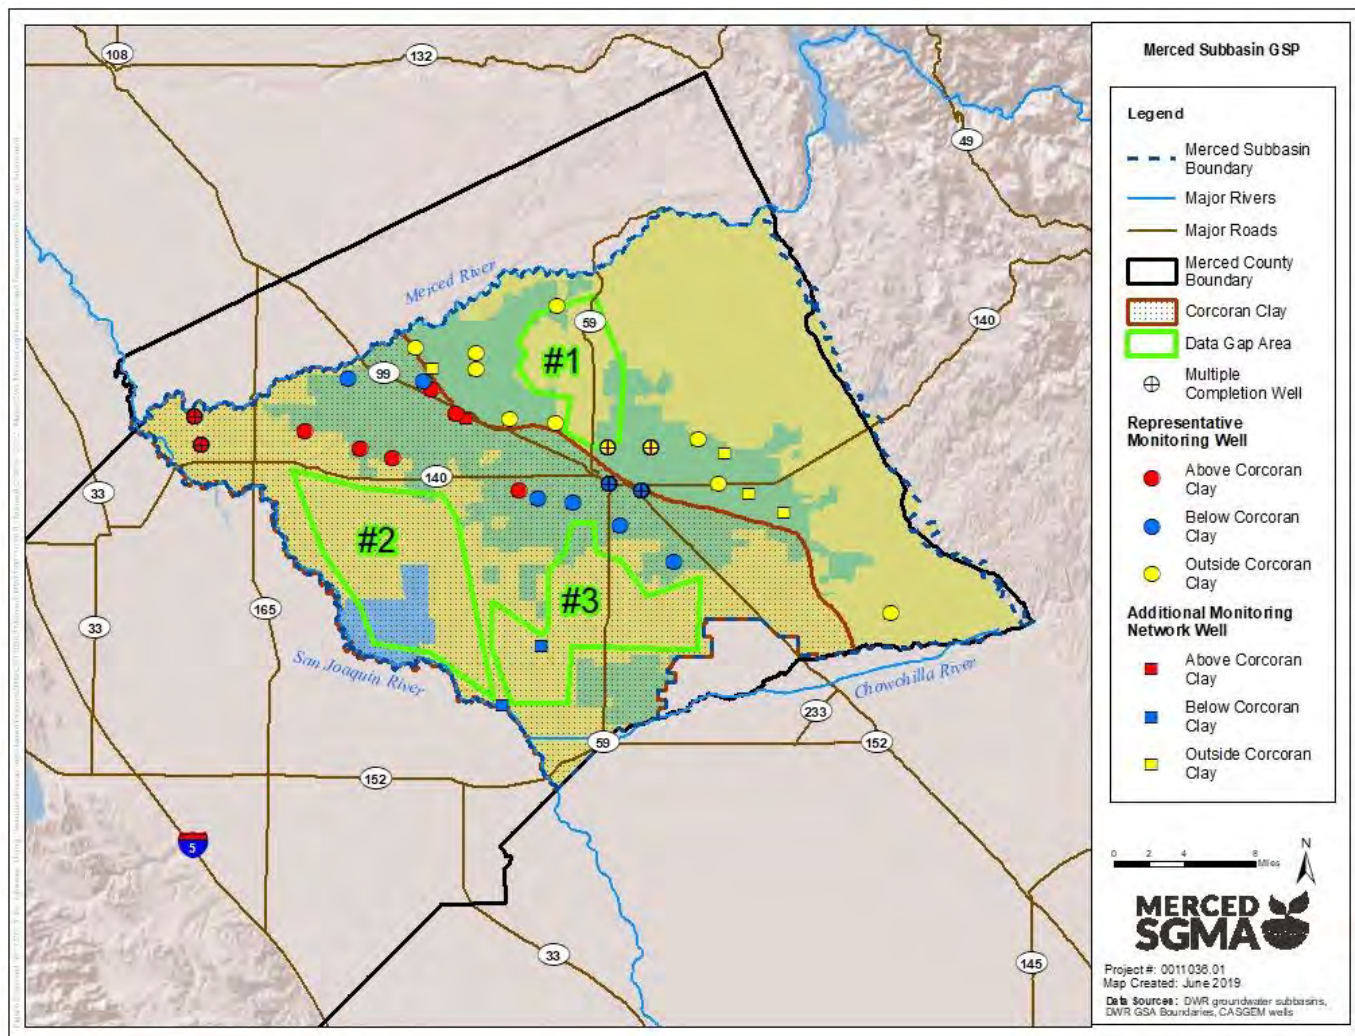 Merced Subbasin GSP
Legend
Merced Subbasin
Boundary
Major Rivers
Major Roads
Merced County
Boundary
Corcoran Clay
Data Gap Area
Multiple
Completion Well
Representative
Monitoring Well
Above Corcoran
Clay
Below Corcoran
Clay
Outside Corcoran
Clay
Additional Monitoring
Network Well
Above Corcoran
Clay
Below Corcoran
Clay
Outside Corcoran
Clay
0 2 4 8
Miles
N
MERCED
SGMA
Project #: 0011036.01
Map Created: June 2019
Data Sources: DWR groundwater subbasins,
DWR GSA Boundaries, CASGEM wells
108
132
49
Merced River
59
140
#1
99
140
33
#2
#3
165
33
San Joaquin River
Chowchilla River
233
59
152
152
5
33
145